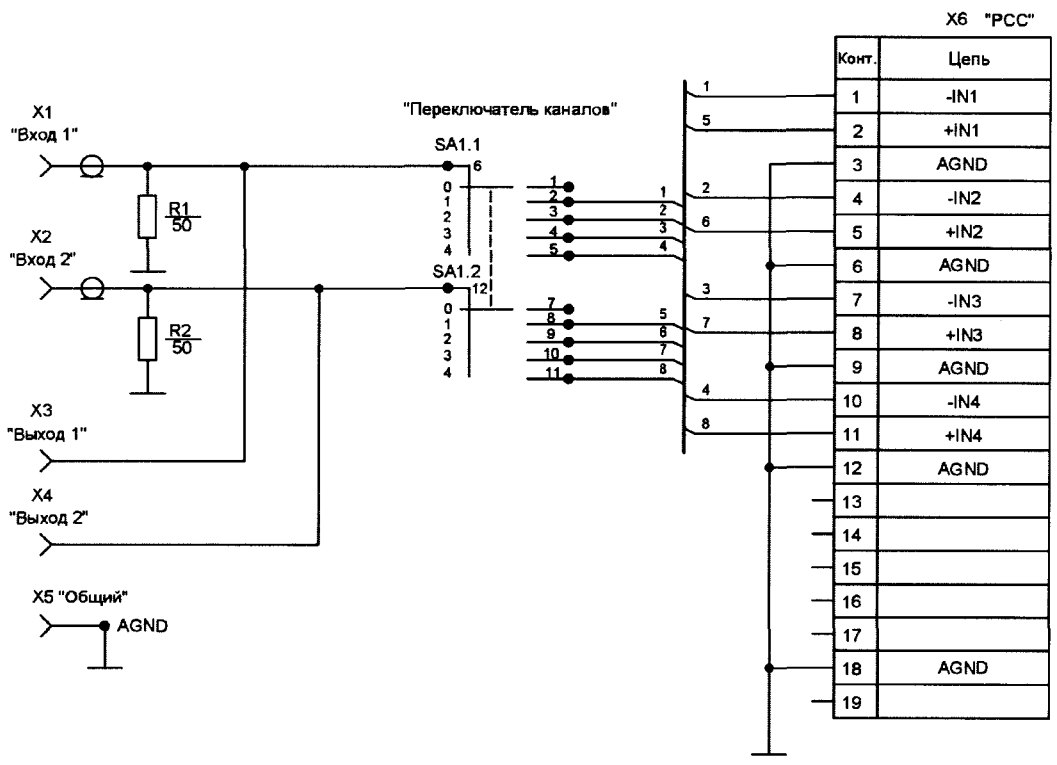 X6 "PCC"
Конт. Цепь
1 -IN1
2 +IN1
3 AGND
4 -IN2
5 +IN2
6 AGND
7 -IN3
8 +IN3
9 AGND
10 -IN4
11 +IN4
12 AGND
13
14
15
16
17
18 AGND
19
X1
"Вход 1"
R1
50
X2
"Вход 2"
R2
50
X3
"Выход 1"
X4
"Выход 2"
X5 "Общий"
AGND
"Переключатель каналов"
SA1.1
6
0
1
2
3
4
1
2
3
4
5
1
2
3
4
SA1.2
12
0
1
2
3
4
7
8
9
10
11
5
6
7
8
1
5
2
6
3
7
4
8